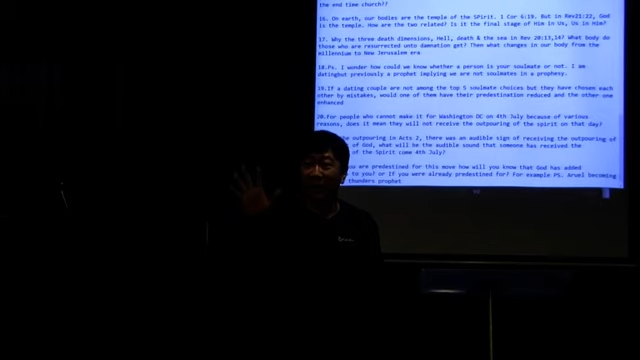 the end time church??
16. On earth, our bodies are the temple of the SPirit. 1 Cor 6:19. But in Rev21:22, God
is the temple. How are the two related? Is it the final stage of Him in Us, Us in Him?
17. Why the three death dimensions, Hell, death & the sea in Rev 20:13,14? What body do
those who are resurrected unto damnation get? Then what changes in our body from the
millennium to New Jerusalem era
18.Ps. I wonder how could we know whether a person is your soulmate or not. I am
datingbut previously a prophet implying we are not soulmates in a prophesy.
19.If a dating couple are not among the top 5 soulmate choices but they have chosen each
other by mistakes, would one of them have their predestination reduced and the other one
enhanced
20.For people who cannot make it for Washington DC on 4th July because of various
reasons, does it mean they will not receive the outpouring of the spirit on that day?
he outpouring in Acts 2, there was an audible sign of receiving the outpouring of
of God, what will be the audible sound that someone has received the
of the Spirit come 4th July?
you are predestined for this move how will you know that God has added
to you? or If you were already predestined for? For example PS. Aruel becoming
thunders prophet